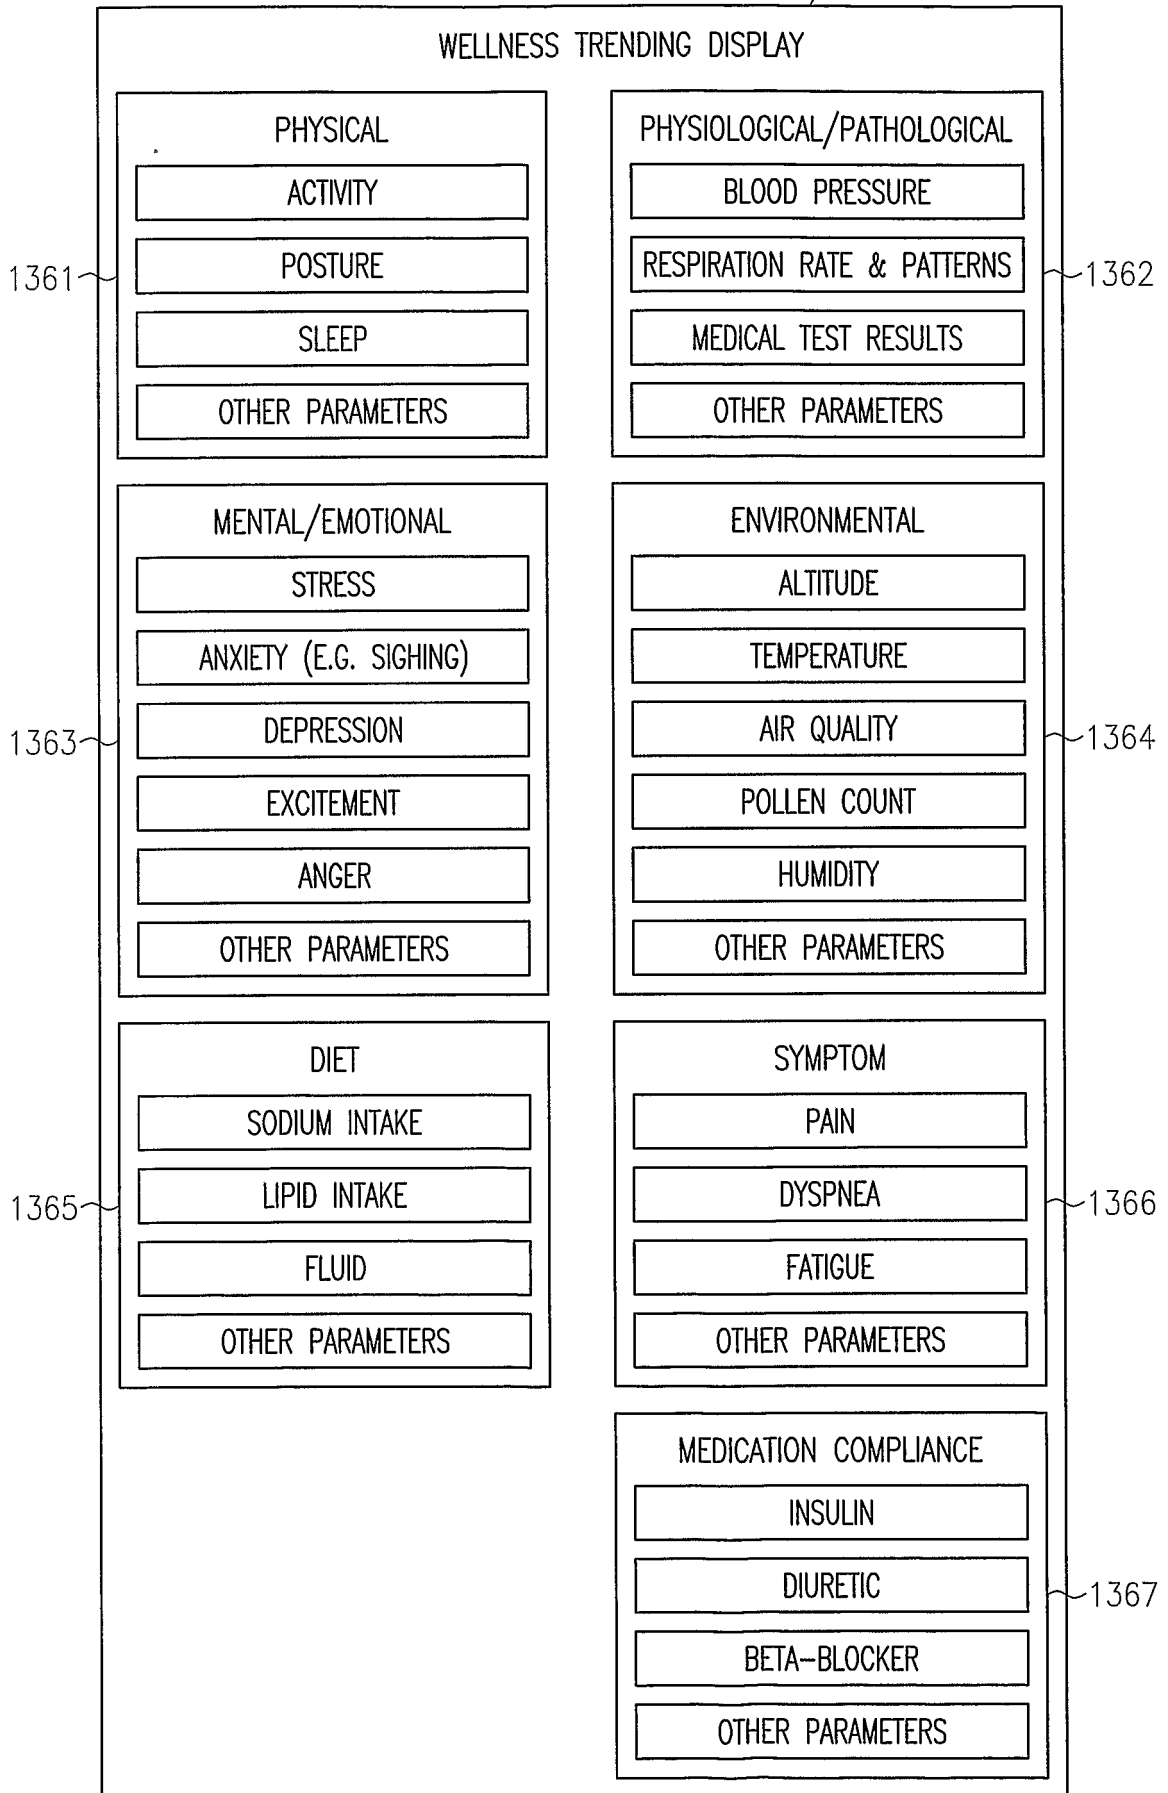 WELLNESS TRENDING DISPLAY
PHYSICAL
ACTIVITY
POSTURE
SLEEP
OTHER PARAMETERS
1361
PHYSIOLOGICAL/PATHOLOGICAL
BLOOD PRESSURE
RESPIRATION RATE & PATTERNS
MEDICAL TEST RESULTS
OTHER PARAMETERS
1362
MENTAL/EMOTIONAL
STRESS
ANXIETY (E.G. SIGHING)
DEPRESSION
EXCITEMENT
ANGER
OTHER PARAMETERS
1363
ENVIRONMENTAL
ALTITUDE
TEMPERATURE
AIR QUALITY
POLLEN COUNT
HUMIDITY
OTHER PARAMETERS
1364
DIET
SODIUM INTAKE
LIPID INTAKE
FLUID
OTHER PARAMETERS
1365
SYMPTOM
PAIN
DYSPNEA
FATIGUE
OTHER PARAMETERS
1366
MEDICATION COMPLIANCE
INSULIN
DIURETIC
BETA-BLOCKER
OTHER PARAMETERS
1367